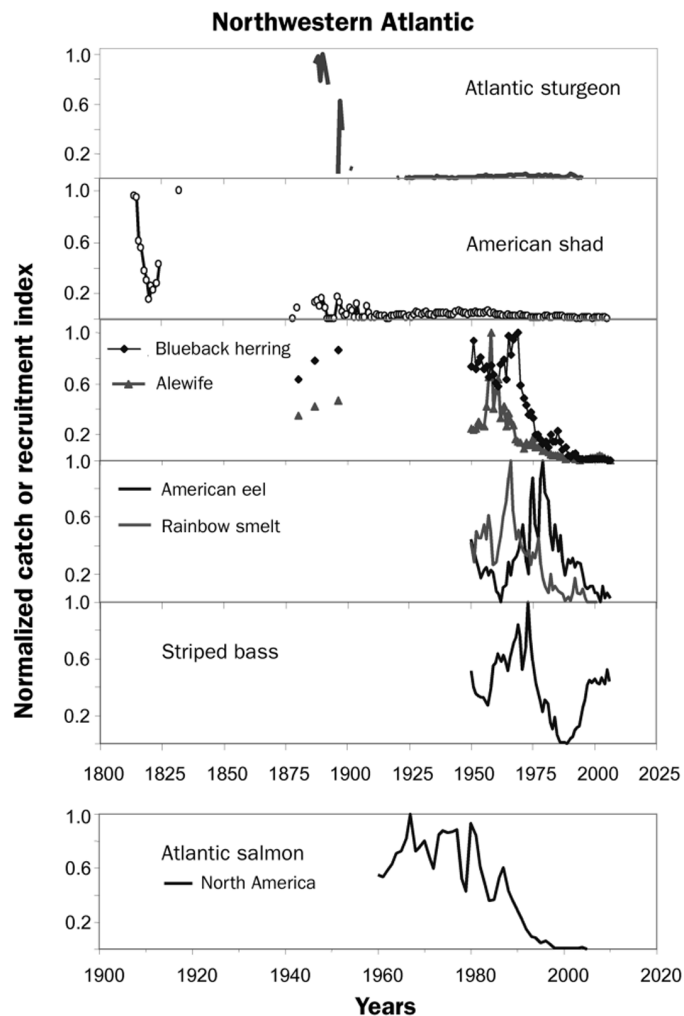 Northwestern Atlantic
Normalized catch or recruitment index
1.0
Atlantic sturgeon
0.6
0.2
1.0
American shad
0.6
0.2
1.0
Blueback herring
Alewife
0.6
0.2
1.0
American eel
Rainbow smelt
0.6
0.2
1.0
Striped bass
0.6
0.2
1800 1825 1850 1875 1900 1925 1950 1975 2000 2025
1.0
Atlantic salmon
North America
0.6
0.2
1900 1920 1940 1960 1980 2000 2020
Years